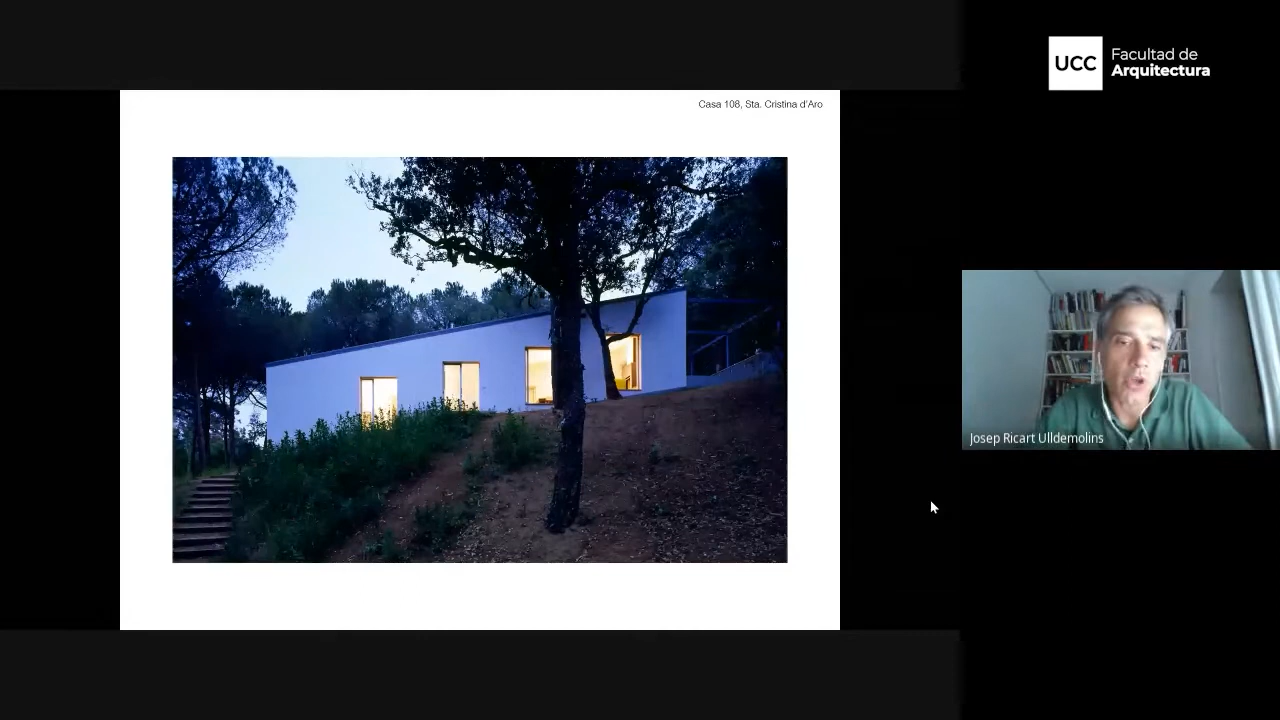 UCC
Facultad de
Arquitectura
Casa 108, Sta. Cristina d'Aro
Josep Ricart Ulldemolins